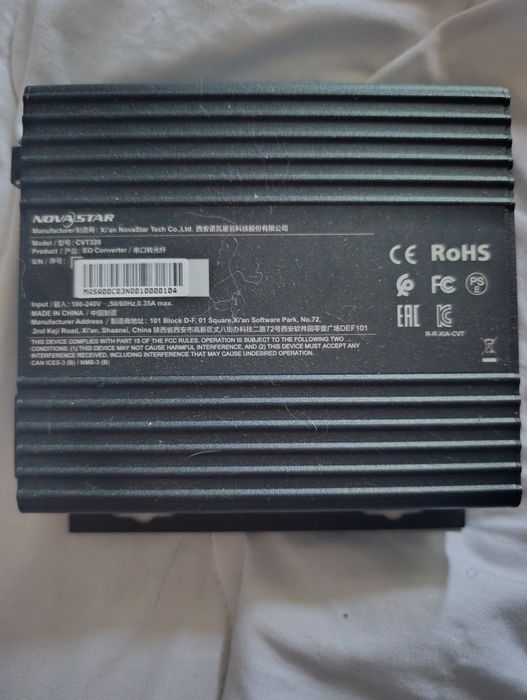 NOVASTAR
Manufacturer/制造商: Xi'an NovaStar Tech Co.,Ltd. 西安诺瓦星云科技股份有限公司
Model / 型号: CVT320
Product / 产品: EO Converter / 串口转光纤
S/N / 序号:
MASA00C03JN0010000104
Input / 输入: 100-240V~,50/60Hz,0.35A max.
MADE IN CHINA / 中国制造
Manufacturer Address / 制造商地址: 101 Block D-F, 01 Square,Xi'an Software Park, No.72,
2nd Keji Road, Xi'an, Shaanxi, China 陕西省西安市高新区丈八街办科技二路72号西安软件园零壹广场DEF101
THIS DEVICE COMPLIES WITH PART 15 OF THE FCC RULES. OPERATION IS SUBJECT TO THE FOLLOWING TWO
CONDITIONS: (1) THIS DEVICE MAY NOT CAUSE HARMFUL INTERFERENCE, AND (2) THIS DEVICE MUST ACCEPT ANY
INTERFERENCE RECEIVED, INCLUDING INTERFERENCE THAT MAY CAUSE UNDESIRED OPERATION.
CAN ICES-3 (B) / NMB-3 (B)
CE RoHS
FC PS E
EAC
R-R-XIA-CVT